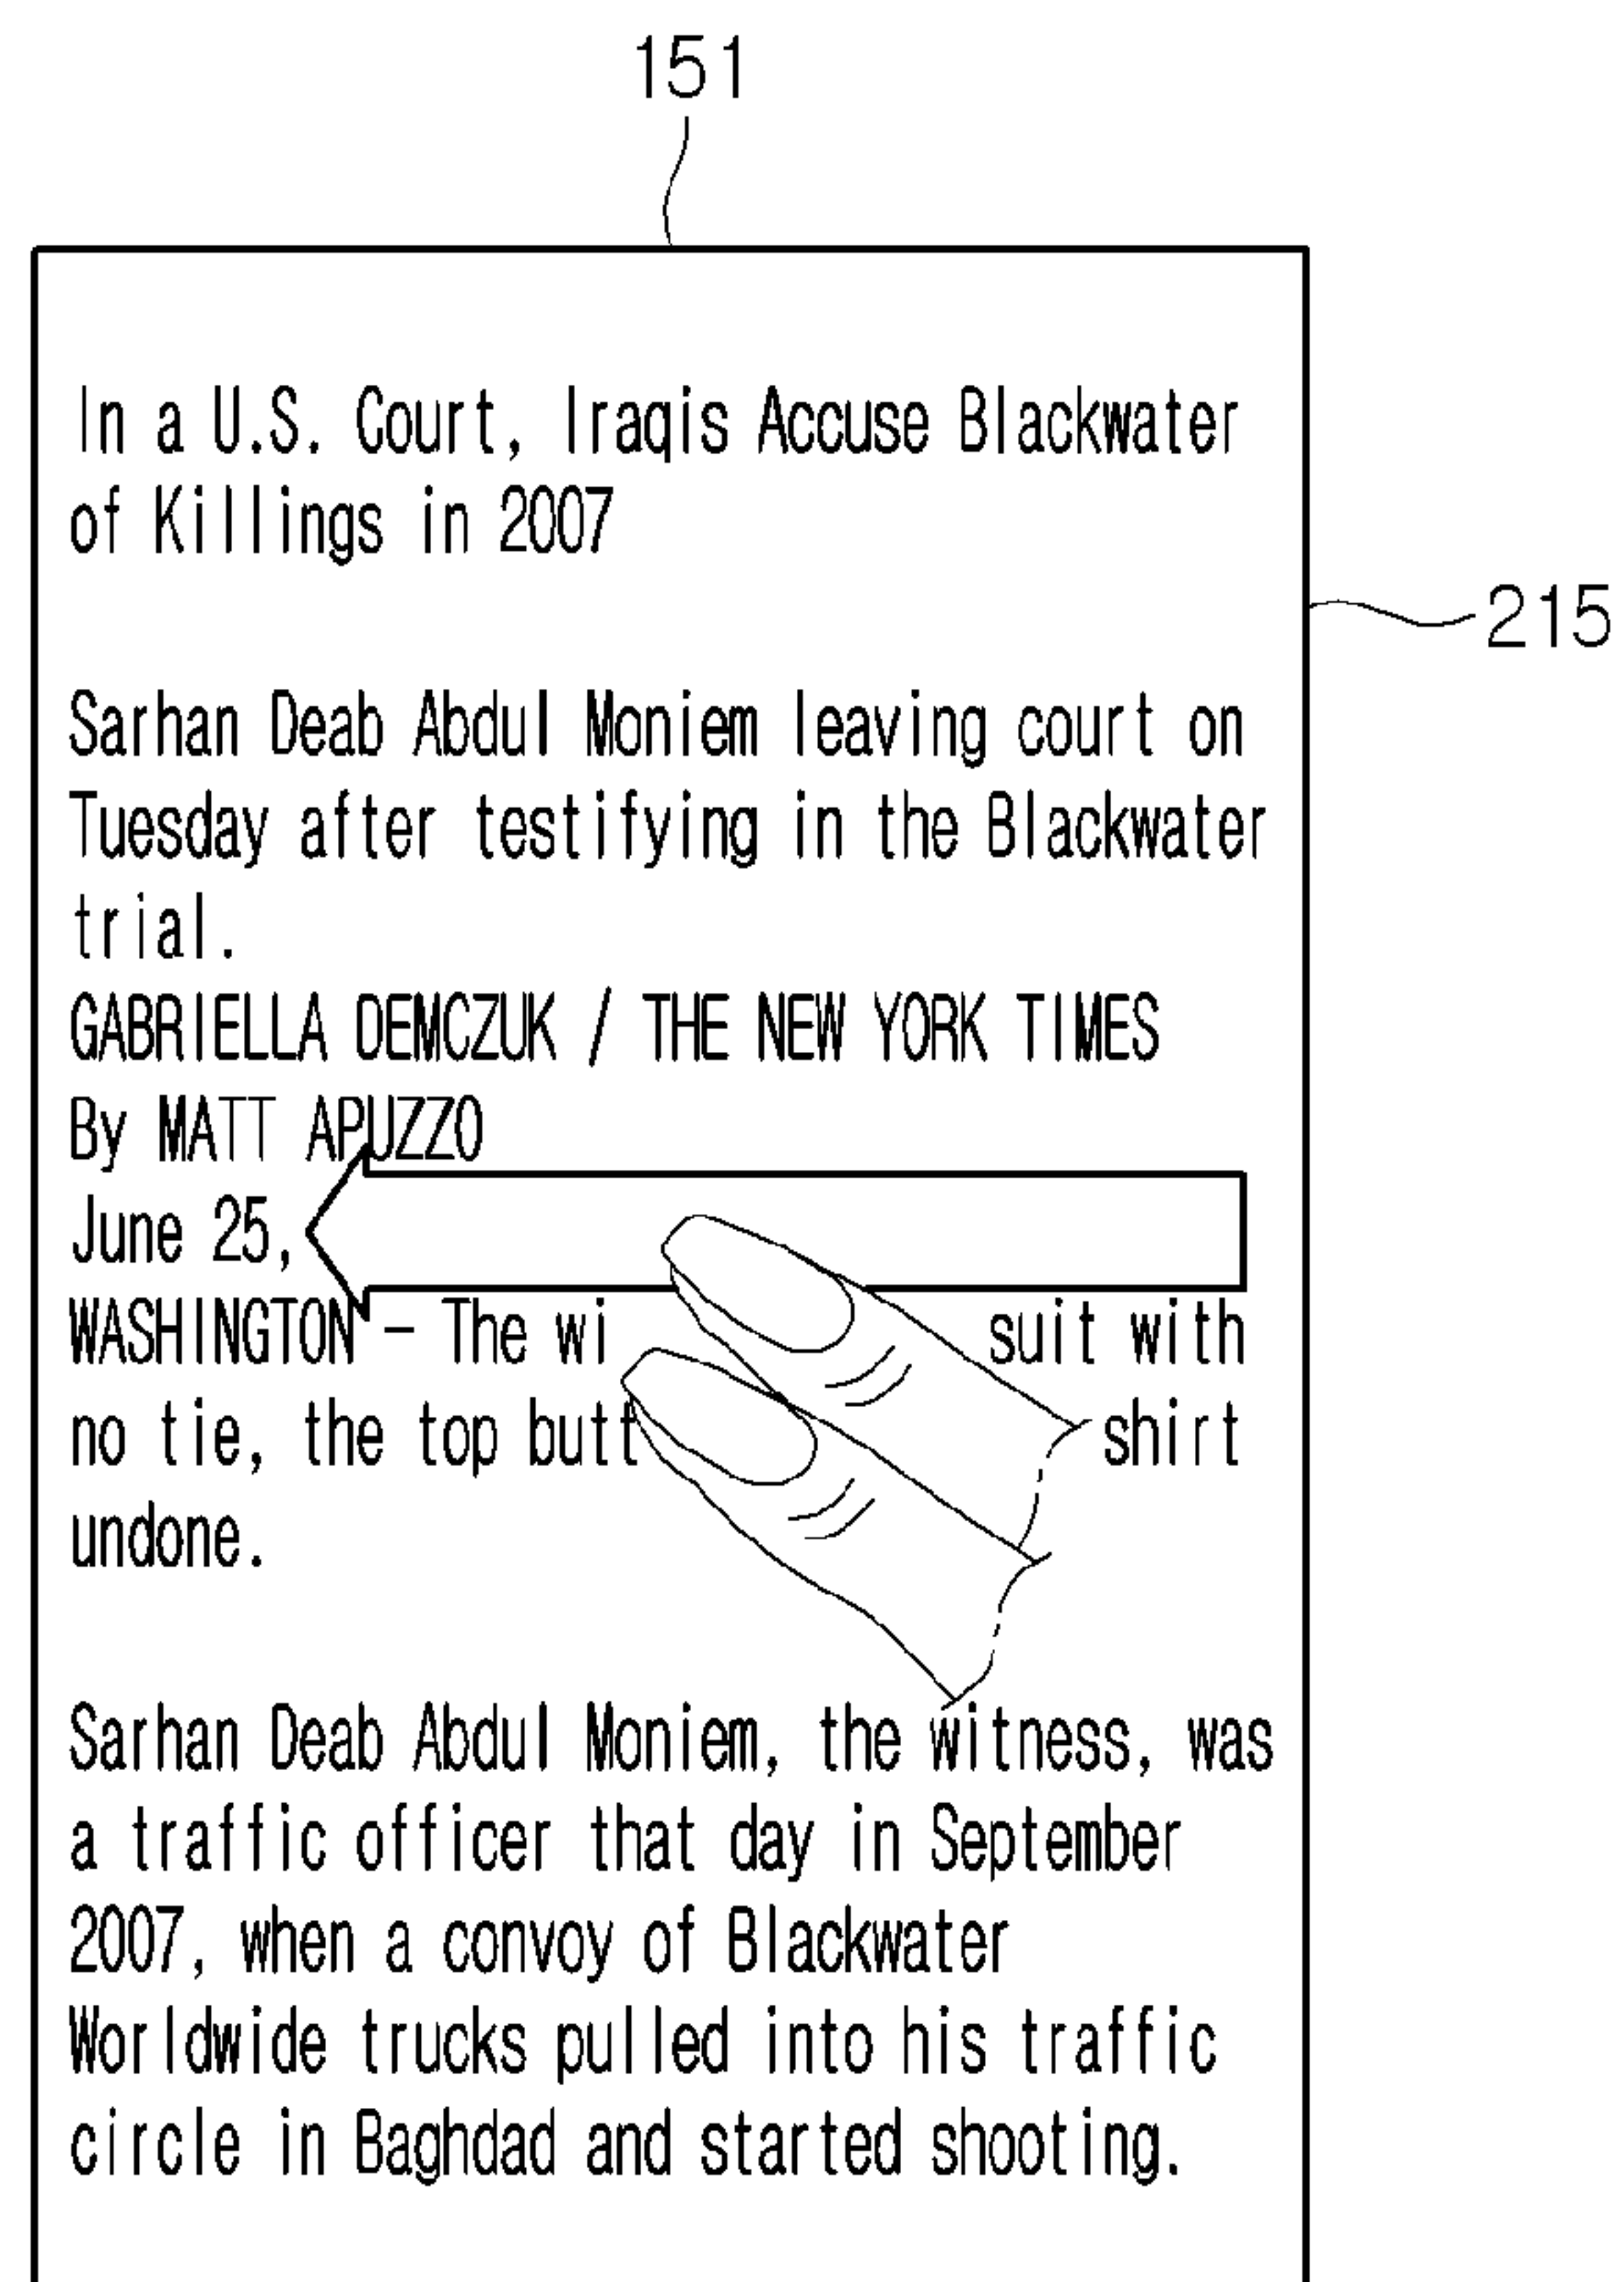 151
In a U.S. Court, Iraqis Accuse Blackwater
of Killings in 2007
215
Sarhan Deab Abdul Moniem leaving court on
Tuesday after testifying in the Blackwater
trial.
GABRIELLA DEMCZUK / THE NEW YORK TIMES
By MATT APUZZO
June 25,
WASHINGTON - The wi suit with
no tie, the top butt shirt
undone.
Sarhan Deab Abdul Moniem, the witness, was
a traffic officer that day in September
2007, when a convoy of Blackwater
Worldwide trucks pulled into his traffic
circle in Baghdad and started shooting.